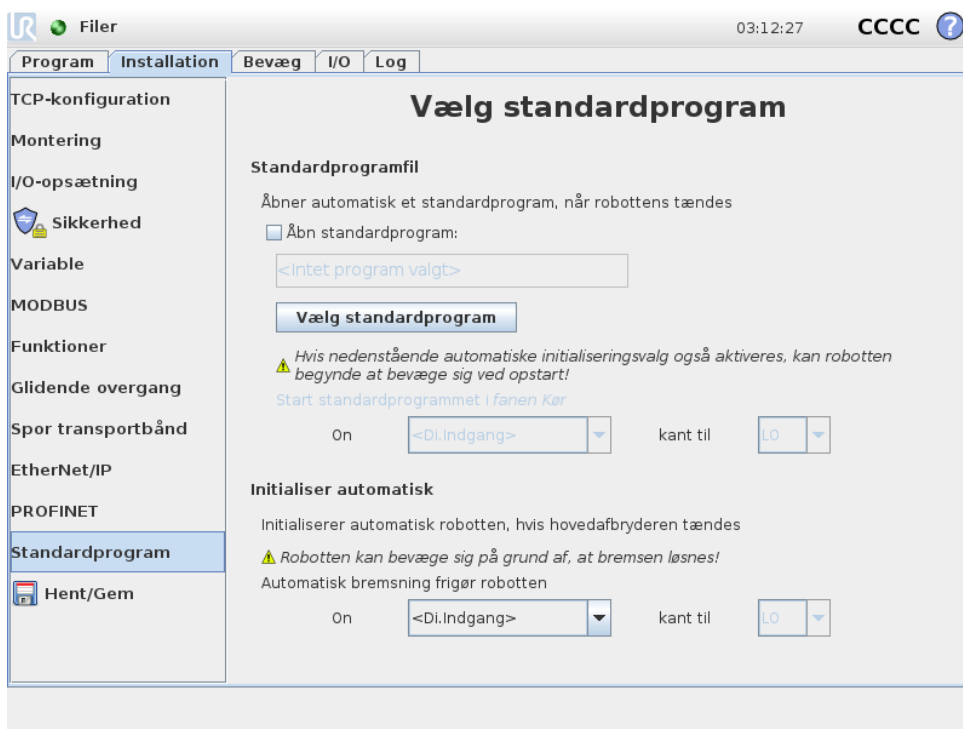 UR Filer 03:12:27 CCCC ?
Program Installation Bevæg I/O Log
TCP-konfiguration
Montering
I/O-opsætning
Sikkerhed
Variable
MODBUS
Funktioner
Glidende overgang
Spor transportbånd
EtherNet/IP
PROFINET
Standardprogram
Hent/Gem
Vælg standardprogram
Standardprogramfil
Åbner automatisk et standardprogram, når robottens tændes
Åbn standardprogram:
<Intet program valgt>
Vælg standardprogram
Hvis nedenstående automatiske initialiseringsvalg også aktiveres, kan robotten
begynde at bevæge sig ved opstart!
Start standardprogrammet i fanen Kør
On <Di.Indgang> kant til LO
Initialiser automatisk
Initialiserer automatisk robotten, hvis hovedafbryderen tændes
Robotten kan bevæge sig på grund af, at bremsen løsnes!
Automatisk bremsning frigør robotten
On <Di.Indgang> kant til LO